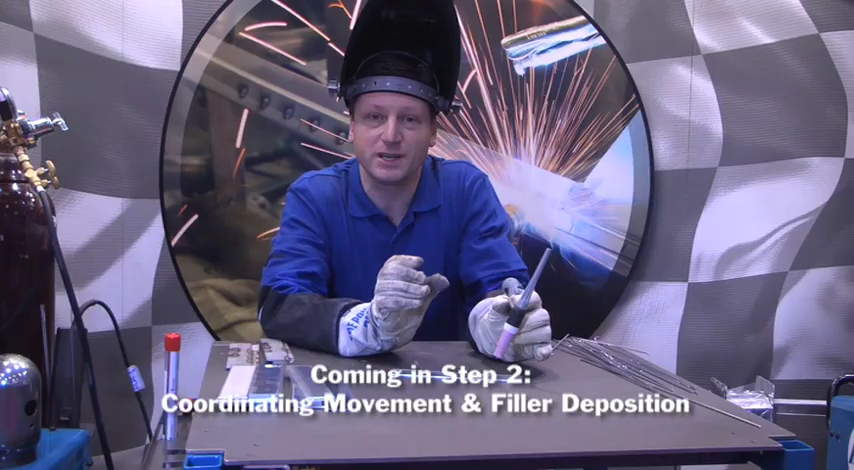 Coming in Step 2:
Coordinating Movement & Filler Deposition